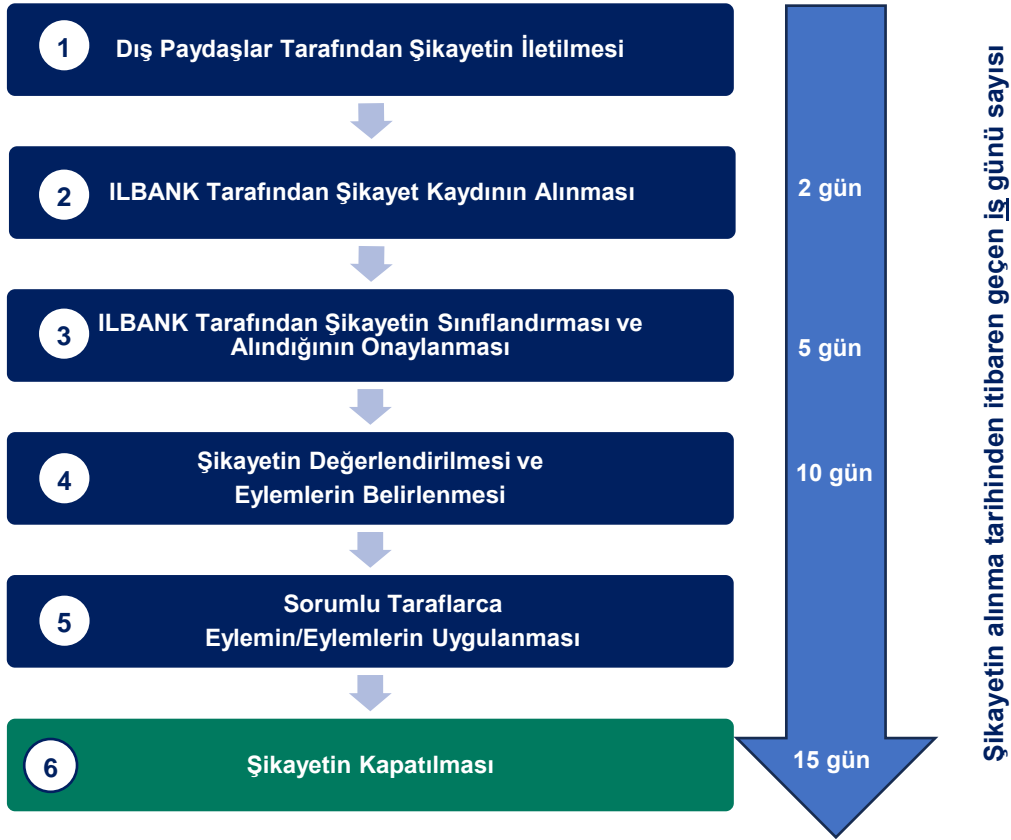 1
Dış Paydaşlar Tarafından Şikayetin İletilmesi
2
ILBANK Tarafından Şikayet Kaydının Alınması
2 gün
3
ILBANK Tarafından Şikayetin Sınıflandırması ve
Alındığının Onaylanması
5 gün
4
Şikayetin Değerlendirilmesi ve
Eylemlerin Belirlenmesi
10 gün
5
Sorumlu Taraflarca
Eylemin/Eylemlerin Uygulanması
6
Şikayetin Kapatılması
15 gün
Şikayetin alınma tarihinden itibaren geçen iş günü sayısı